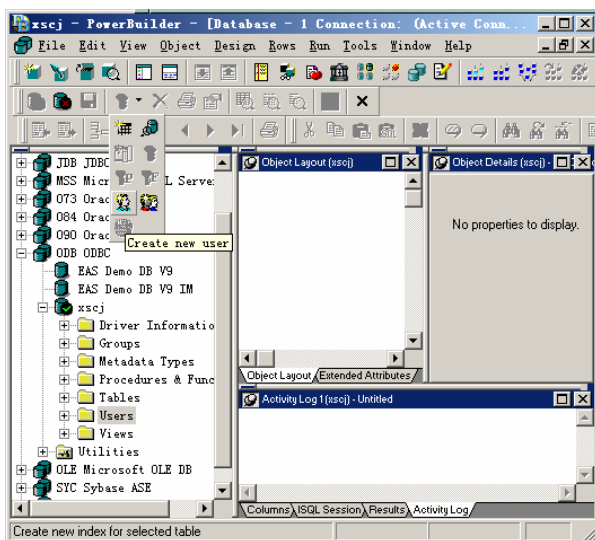 xscj - PowerBuilder - [Database - 1 Connection: (Active Conn...
File Edit View Object Design Rows Run Tools Window Help
JDB JDBC
MSS Micr
L Serve
O73 Orac
O84 Orac
O90 Orac
Create new user
ODB ODBC
EAS Demo DB V9
EAS Demo DB V9 IM
xscj
Driver Informatio
Groups
Metadata Types
Procedures & Func
Tables
Users
Views
Utilities
OLE Microsoft OLE DB
SYC Sybase ASE
Object Layout (xscj)
Object Layout Extended Attributes
Object Details (xscj) -
No properties to display.
Activity Log 1 (xscj) - Untitled
Columns ISQL Session Results Activity Log
Create new index for selected table